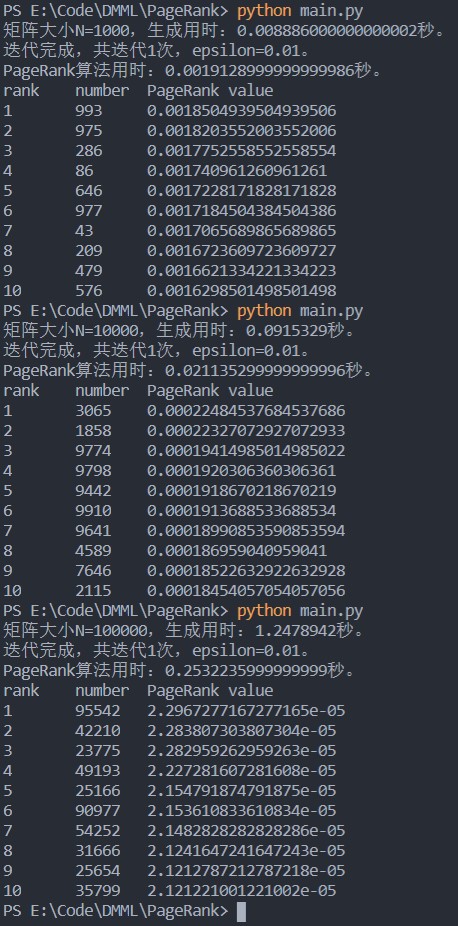 PS E:\Code\DMML\PageRank> python main.py
矩阵大小N=1000，生成用时：0.008886000000000002秒。
迭代完成，共迭代1次，epsilon=0.01。
PageRank算法用时：0.0019128999999999986秒。
rank number PageRank value
1 993 0.0018504939504939506
2 975 0.0018203552003552006
3 286 0.0017752558552558554
4 86 0.001740961260961261
5 646 0.0017228171828171828
6 977 0.0017184504384504386
7 43 0.0017065689865689865
8 209 0.0016723609723609727
9 479 0.0016621334221334223
10 576 0.0016298501498501498
PS E:\Code\DMML\PageRank> python main.py
矩阵大小N=10000，生成用时：0.0915329秒。
迭代完成，共迭代1次，epsilon=0.01。
PageRank算法用时：0.021135299999999996秒。
rank number PageRank value
1 3065 0.00022484537684537686
2 1858 0.00022327072927072933
3 9774 0.00019414985014985022
4 9798 0.0001920306360306361
5 9442 0.0001918670218670219
6 9910 0.0001913688533688534
7 9641 0.00018990853590853594
8 4589 0.000186959040959041
9 7646 0.00018522632922632928
10 2115 0.00018454057054057056
PS E:\Code\DMML\PageRank> python main.py
矩阵大小N=100000，生成用时：1.2478942秒。
迭代完成，共迭代1次，epsilon=0.01。
PageRank算法用时：0.2532235999999999秒。
rank number PageRank value
1 95542 2.2967277167277165e-05
2 42210 2.283807303807304e-05
3 23775 2.282959262959263e-05
4 49193 2.227281607281608e-05
5 25166 2.154791874791875e-05
6 90977 2.153610833610834e-05
7 54252 2.1482828282828286e-05
8 31666 2.1241647241647243e-05
9 25654 2.1212787212787218e-05
10 35799 2.121221001221002e-05
PS E:\Code\DMML\PageRank>